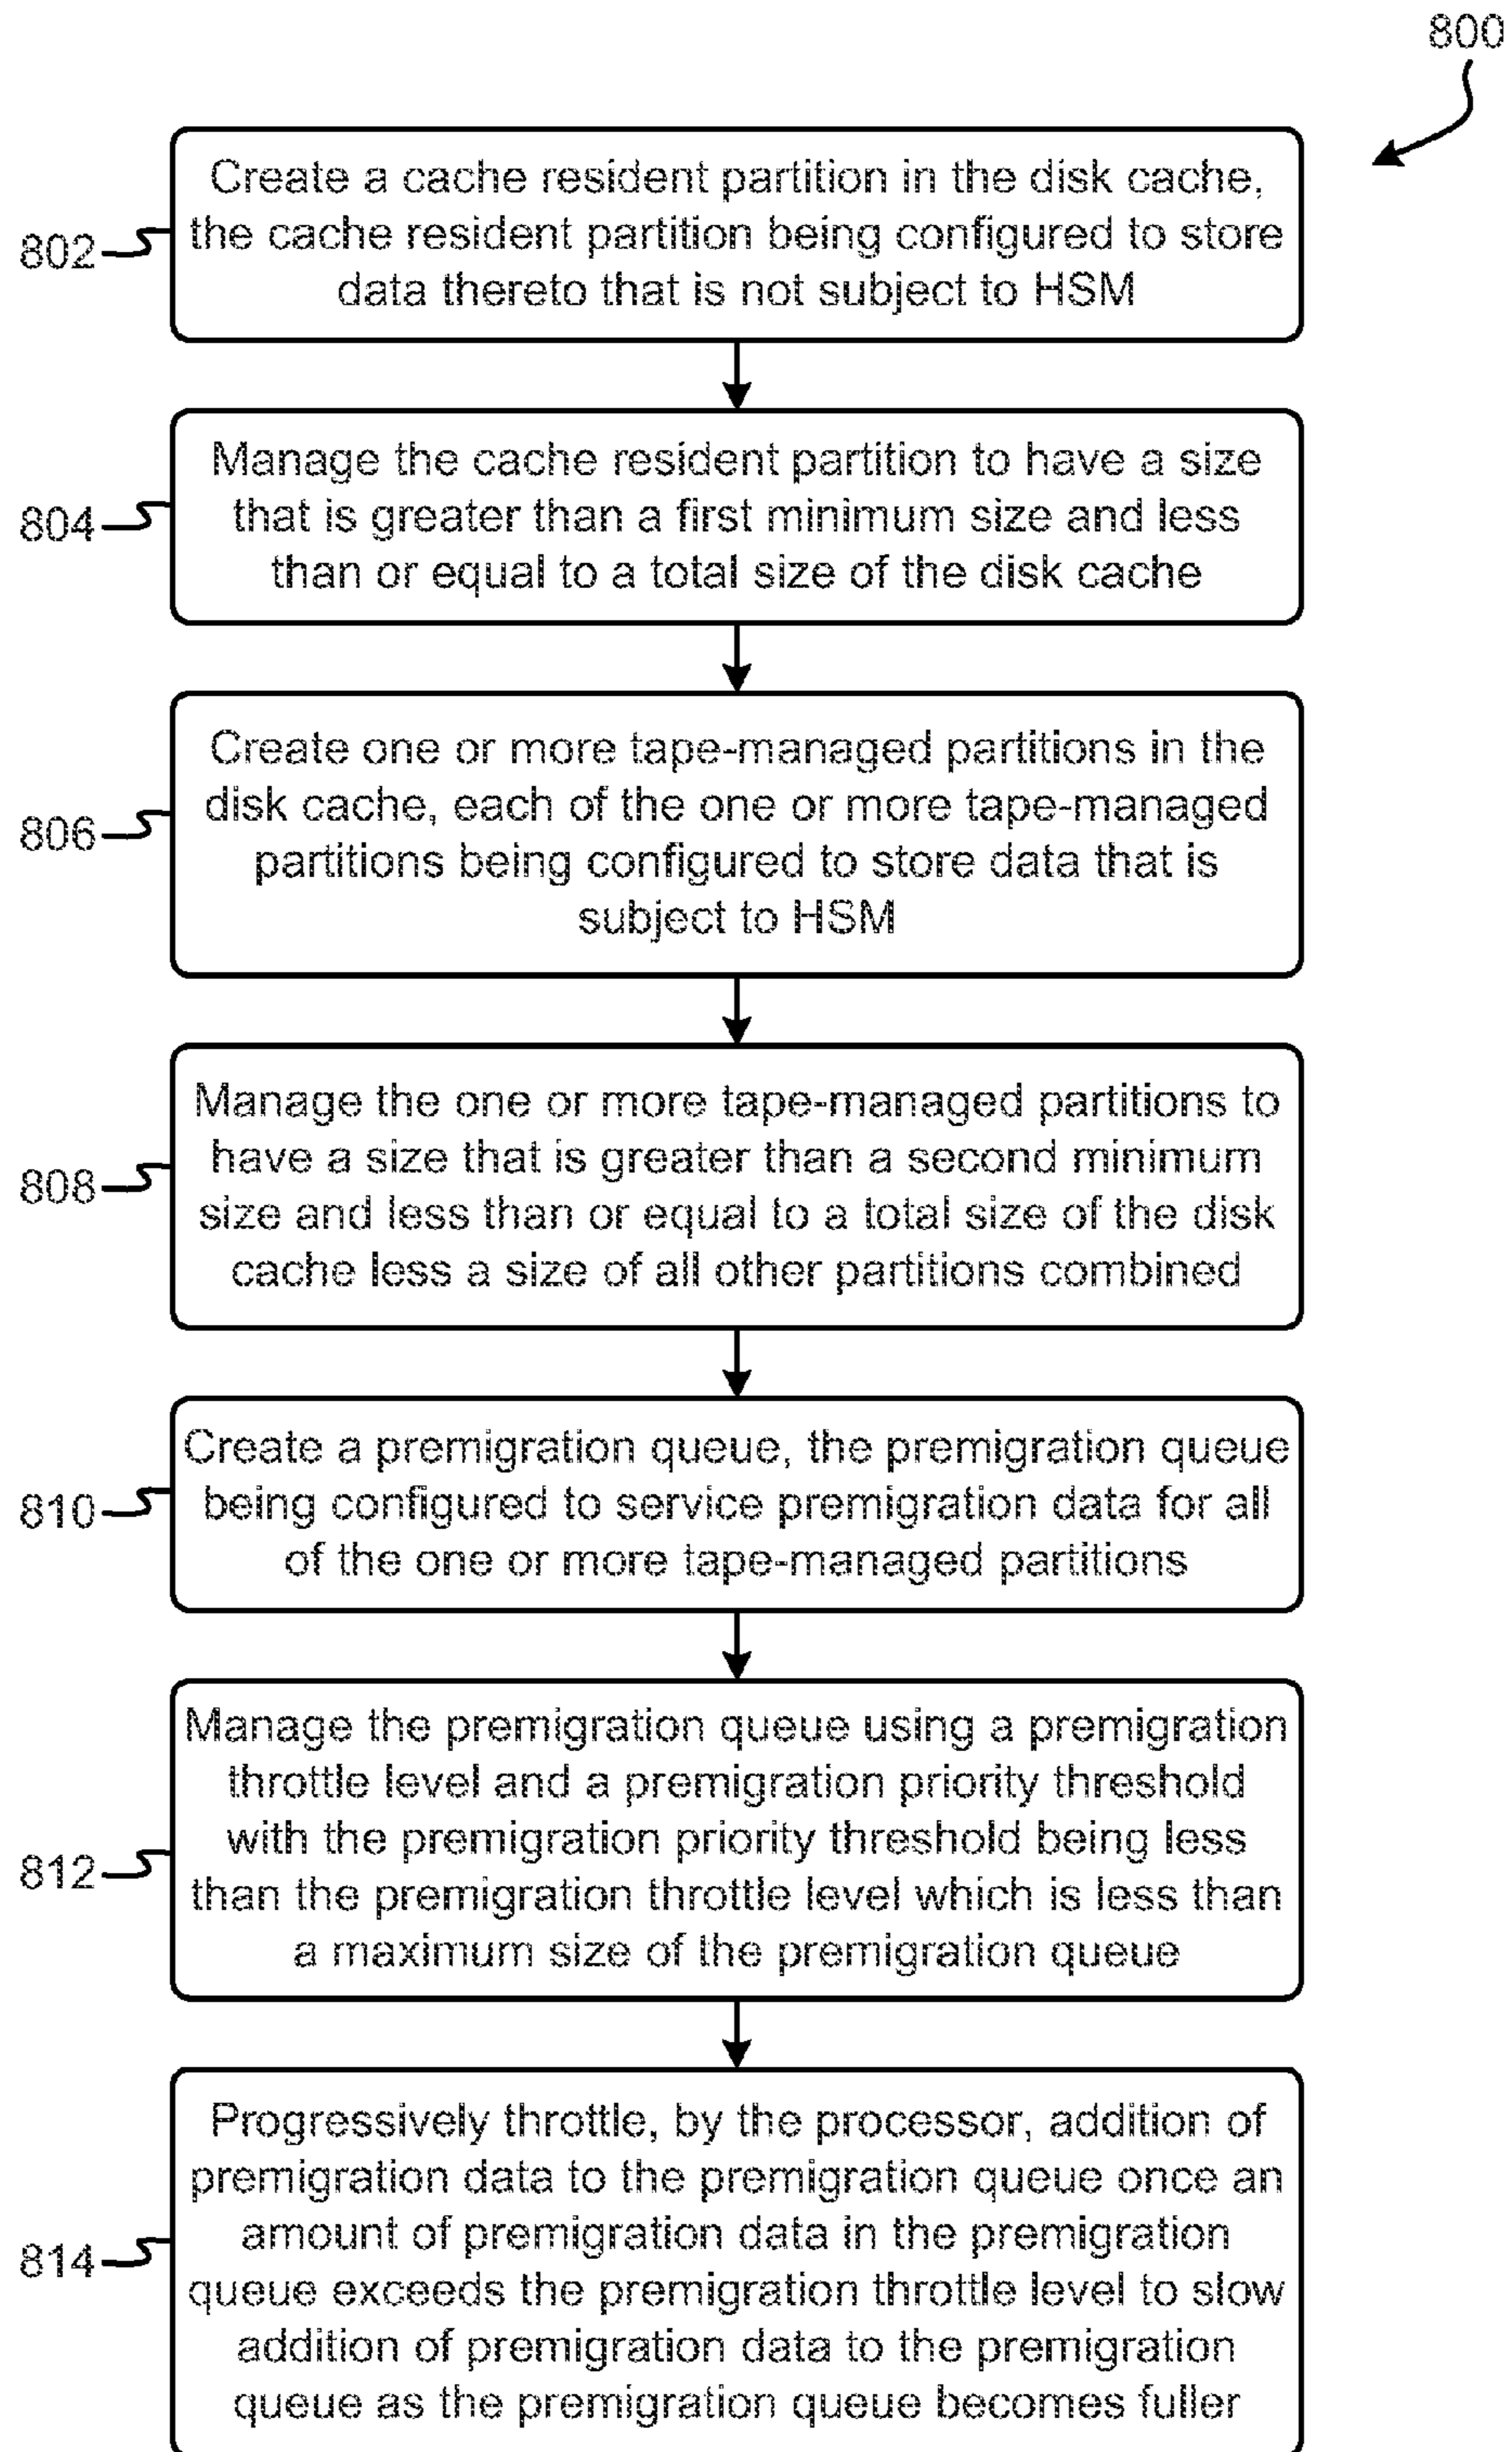 800
Create a cache resident partition in the disk cache,
the cache resident partition being configured to store
data thereto that is not subject to HSM
802
Manage the cache resident partition to have a size
that is greater than a first minimum size and less
than or equal to a total size of the disk cache
804
Create one or more tape-managed partitions in the
disk cache, each of the one or more tape-managed
partitions being configured to store data that is
subject to HSM
806
Manage the one or more tape-managed partitions to
have a size that is greater than a second minimum
size and less than or equal to a total size of the disk
cache less a size of all other partitions combined
808
Create a premigration queue, the premigration queue
being configured to service premigration data for all
of the one or more tape-managed partitions
810
Manage the premigration queue using a premigration
throttle level and a premigration priority threshold
with the premigration priority threshold being less
than the premigration throttle level which is less than
a maximum size of the premigration queue
812
Progressively throttle, by the processor, addition of
premigration data to the premigration queue once an
amount of premigration data in the premigration
queue exceeds the premigration throttle level to slow
addition of premigration data to the premigration
queue as the premigration queue becomes fuller
814